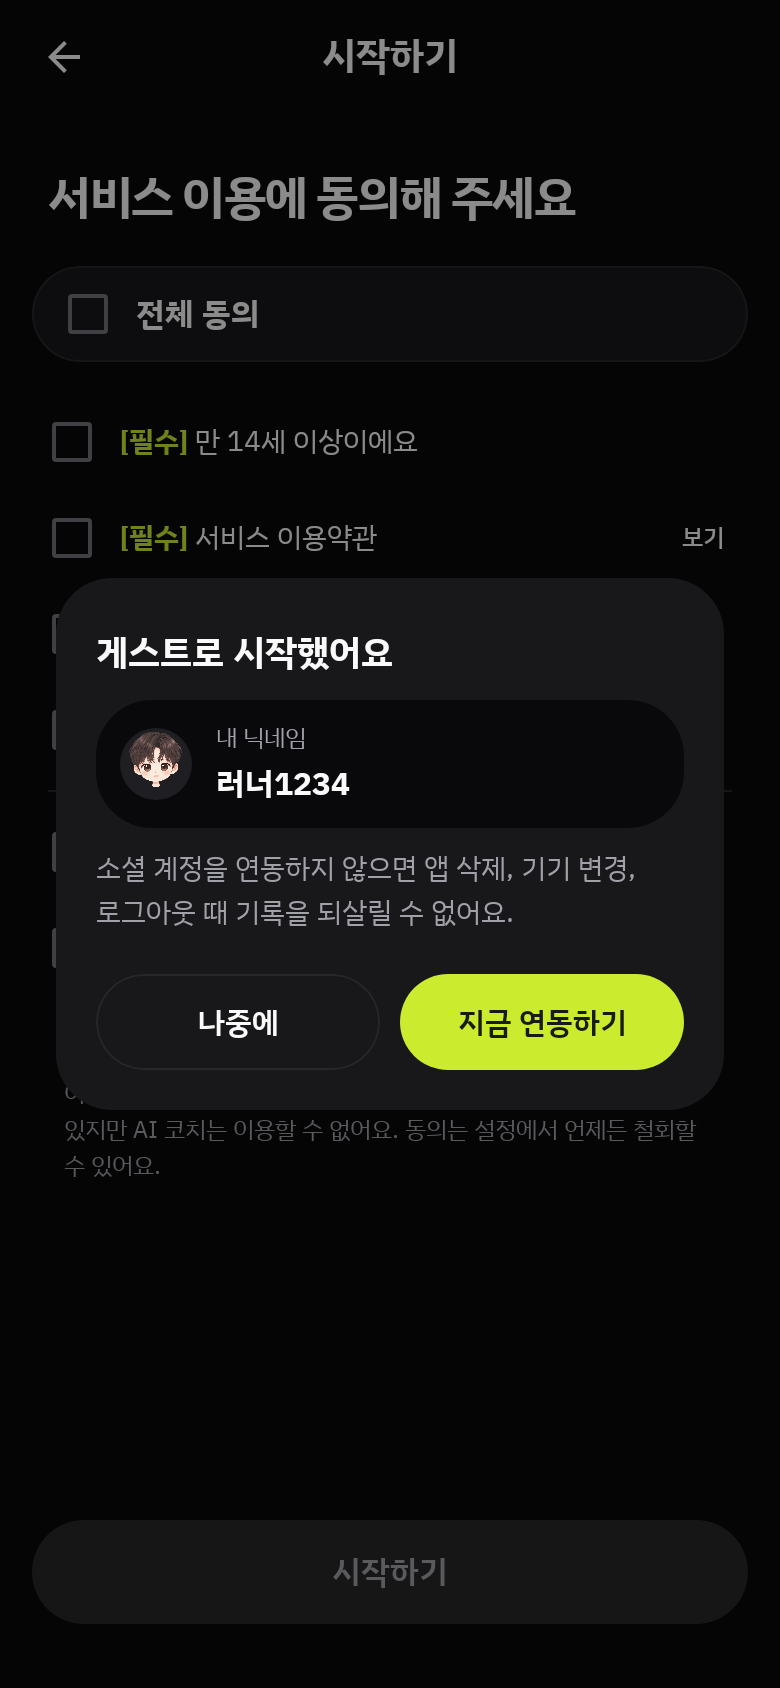 시작하기
서비스 이용에 동의해 주세요
전체 동의
[필수] 만 14세 이상이에요
[필수] 서비스 이용약관 보기
게스트로 시작했어요
내 닉네임
러너1234
소셜 계정을 연동하지 않으면 앱 삭제, 기기 변경,
로그아웃 때 기록을 되살릴 수 없어요.
나중에 지금 연동하기
있지만 AI 코치는 이용할 수 없어요. 동의는 설정에서 언제든 철회할
수 있어요.
시작하기